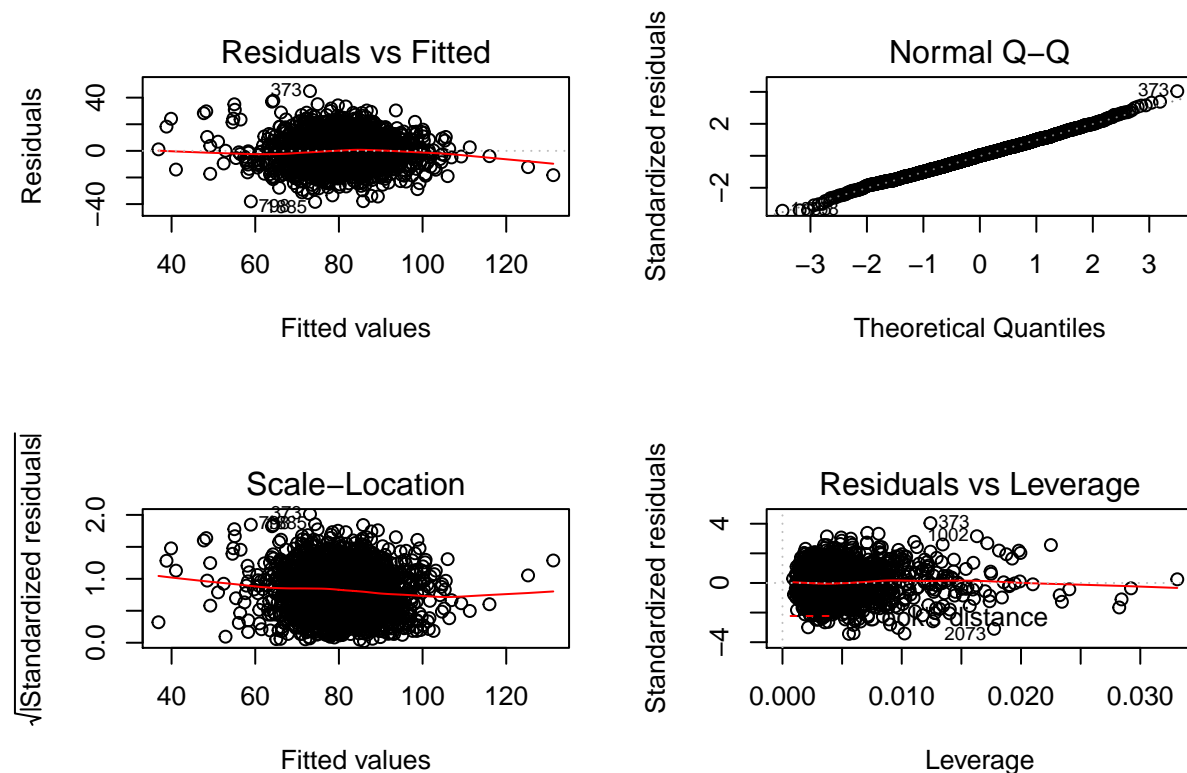 Residuals vs Fitted
Residuals
40
0
−40
373
798
1885
40 60 80 100 120
Fitted values
Normal Q−Q
Standardized residuals
2
−2
373
−3 −2 −1 0 1 2 3
Theoretical Quantiles
Scale−Location
√|Standardized residuals|
2.0
1.0
0.0
373
40 60 80 100 120
Fitted values
Residuals vs Leverage
Standardized residuals
4
0
−4
373
1002
distance
2073
0.000 0.010 0.020 0.030
Leverage